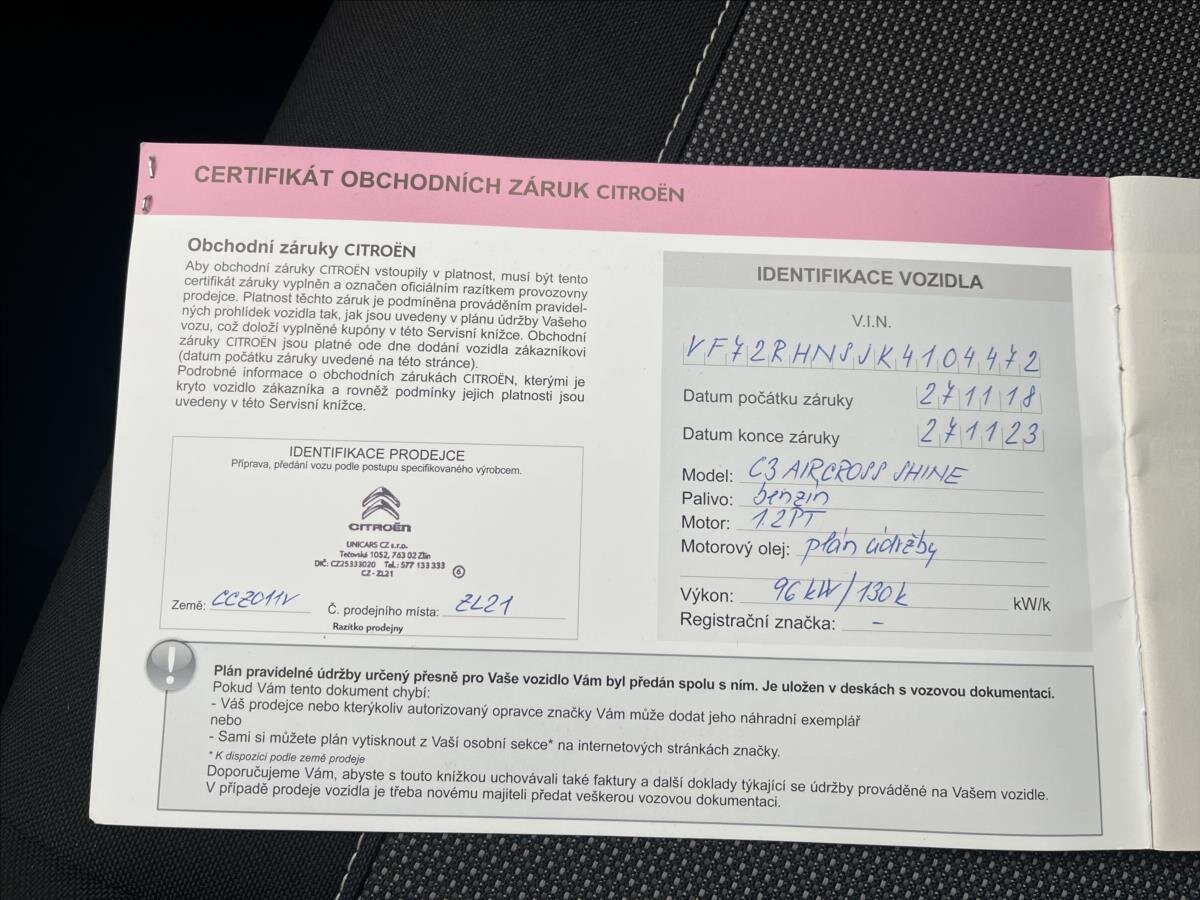 CERTIFIKÁT OBCHODNÍCH ZÁRUK CITROËN
Obchodní záruky CITROËN
Aby obchodní záruky CITROËN vstoupily v platnost, musí být tento
certifikát záruky vyplněn a označen oficiálním razítkem provozovny
prodejce. Platnost těchto záruk je podmíněna prováděním pravidel-
ných prohlídek vozidla tak, jak jsou uvedeny v plánu údržby Vašeho
vozu, což doloží vyplněné kupóny v této Servisní knížce. Obchodní
záruky CITROËN jsou platné ode dne dodání vozidla zákazníkovi
(datum počátku záruky uvedené na této stránce).
Podrobné informace o obchodních zárukách CITROËN, kterými je
kryto vozidlo zákazníka a rovněž podmínky jejich platnosti jsou
uvedeny v této Servisní knížce.
IDENTIFIKACE PRODEJCE
Příprava, předání vozu podle postupu specifikovaného výrobcem.
CITROËN
UNICARS CZ s.r.o.
Tečovská 1052, 763 02 Zlín
DIČ: CZ25333020 Tel.: 577 133 333
CZ - ZL21 6
Země: CCZ011V Č. prodejního místa: ZL21
Razítko prodejny
IDENTIFIKACE VOZIDLA
V.I.N.
VF72RHNSJK4104472
Datum počátku záruky 271118
Datum konce záruky 271123
Model: C3 AIRCROSS SHINE
Palivo: benzín
Motor: 1.2PT
Motorový olej: plán údržby
Výkon: 96 kW/130k kW/k
Registrační značka: -
! Plán pravidelné údržby určený přesně pro Vaše vozidlo Vám byl předán spolu s ním. Je uložen v deskách s vozovou dokumentací.
Pokud Vám tento dokument chybí:
- Váš prodejce nebo kterýkoliv autorizovaný opravce značky Vám může dodat jeho náhradní exemplář
nebo
- Sami si můžete plán vytisknout z Vaší osobní sekce* na internetových stránkách značky.
* K dispozici podle země prodeje
Doporučujeme Vám, abyste s touto knížkou uchovávali také faktury a další doklady týkající se údržby prováděné na Vašem vozidle.
V případě prodeje vozidla je třeba novému majiteli předat veškerou vozovou dokumentaci.